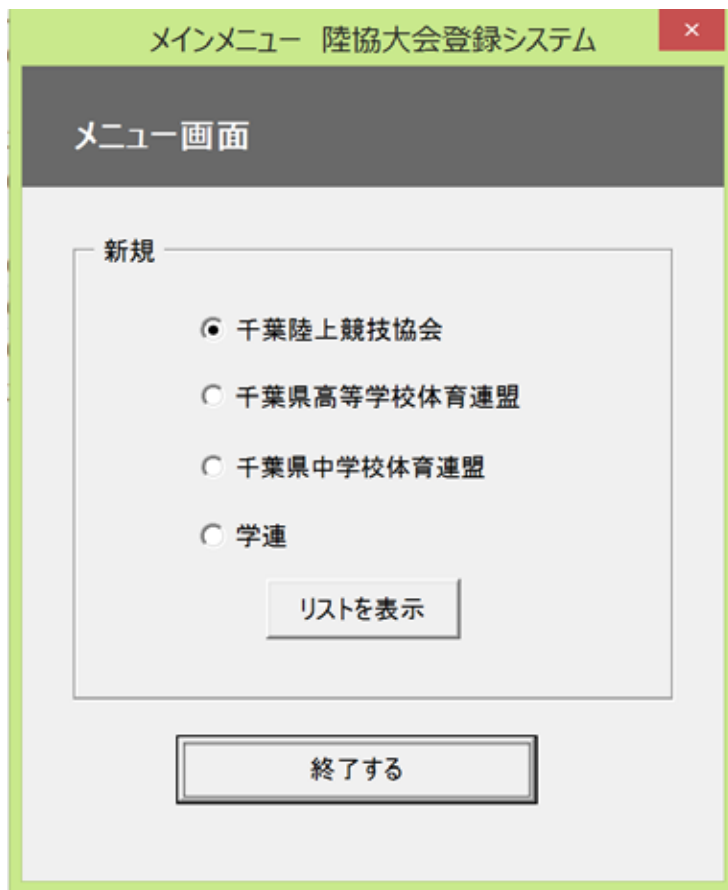 メインメニュー 陸協大会登録システム
メニュー画面
新規
千葉陸上競技協会
千葉県高等学校体育連盟
千葉県中学校体育連盟
学連
リストを表示
終了する